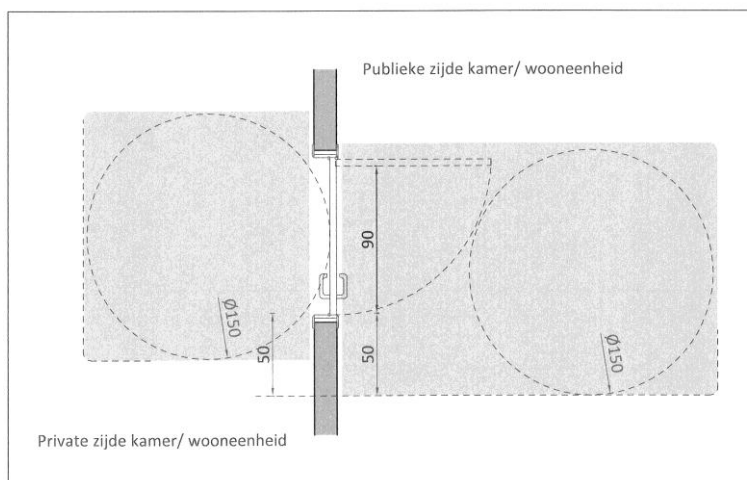 Publieke zijde kamer/ wooneenheid
90
Ø150
50
50
Ø150
Private zijde kamer/ wooneenheid